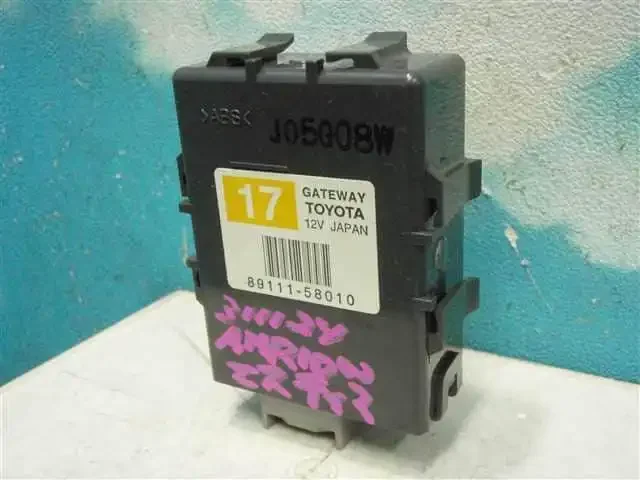 >ABS<
J05G08W
17
GATEWAY
TOYOTA
12V JAPAN
89111-58010